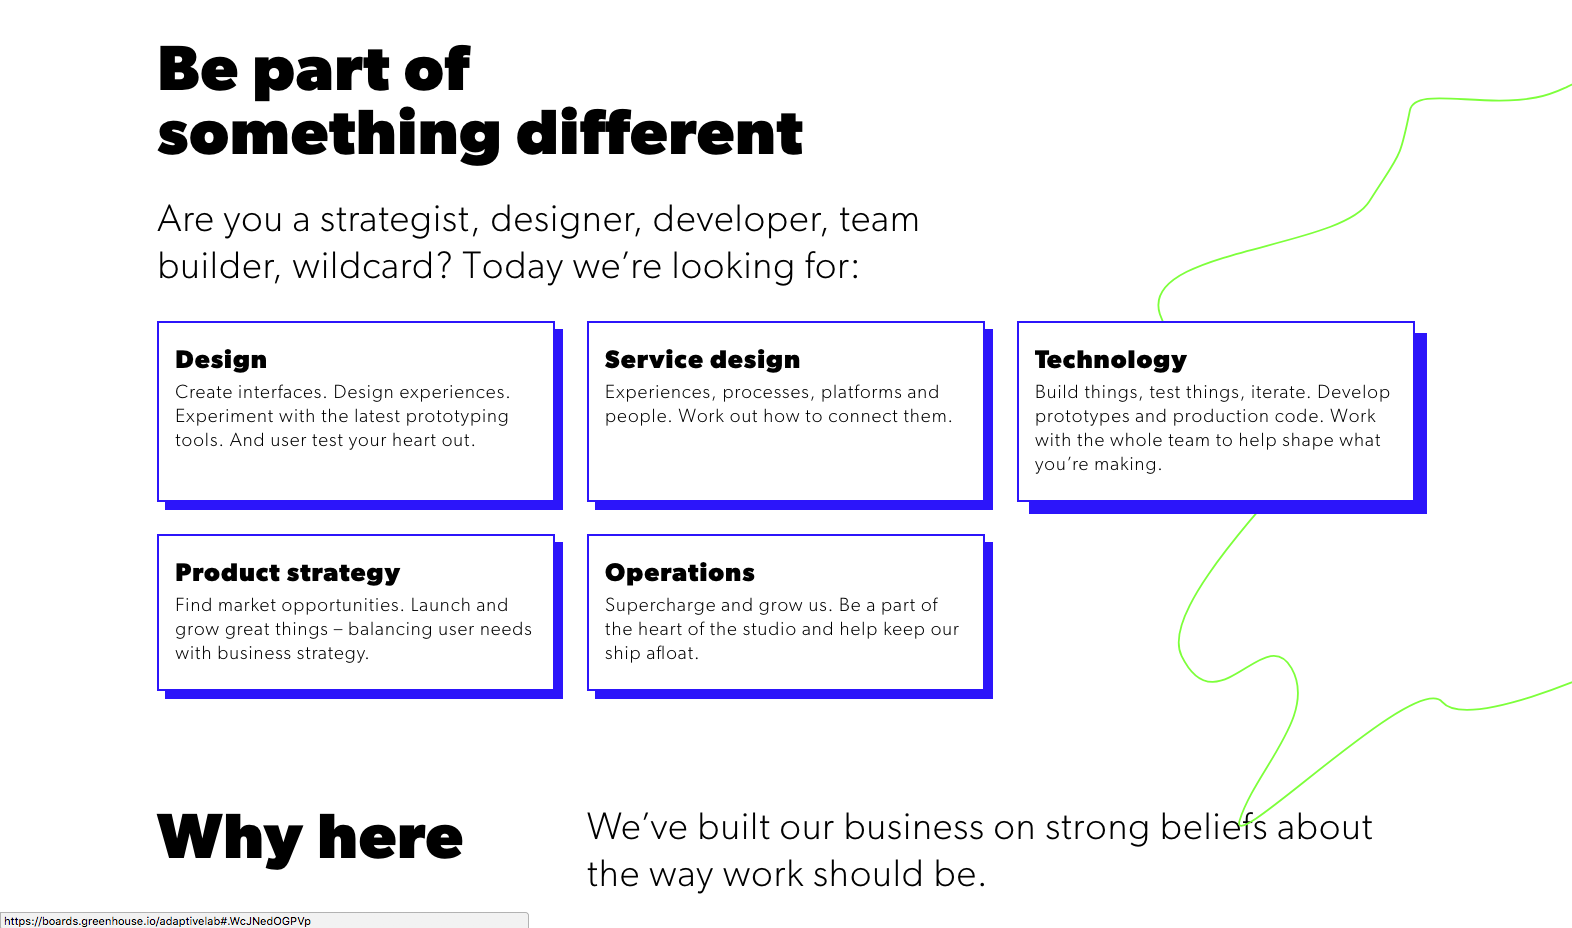 Be part of
something different
Are you a strategist, designer, developer, team
builder, wildcard? Today we’re looking for:
Design
Create interfaces. Design experiences.
Experiment with the latest prototyping
tools. And user test your heart out.
Service design
Experiences, processes, platforms and
people. Work out how to connect them.
Technology
Build things, test things, iterate. Develop
prototypes and production code. Work
with the whole team to help shape what
you’re making.
Product strategy
Find market opportunities. Launch and
grow great things – balancing user needs
with business strategy.
Operations
Supercharge and grow us. Be a part of
the heart of the studio and help keep our
ship afloat.
Why here
We’ve built our business on strong beliefs about
the way work should be.
https://boards.greenhouse.io/adaptivelab#.WcJNedOGPVp